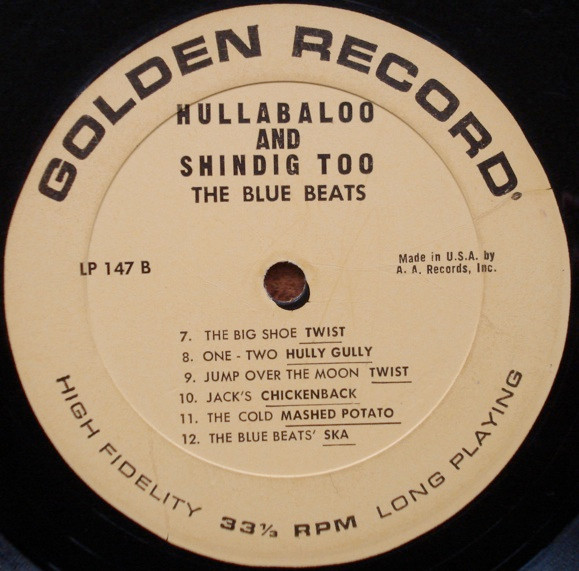 GOLDEN RECORD®
HULLABALOO
AND
SHINDIG TOO
THE BLUE BEATS
LP 147 B
Made in U.S.A. by
A. A. Records, Inc.
7. THE BIG SHOE TWIST
8. ONE - TWO HULLY GULLY
9. JUMP OVER THE MOON TWIST
10. JACK'S CHICKENBACK
11. THE COLD MASHED POTATO
12. THE BLUE BEATS' SKA
HIGH FIDELITY 33⅓ RPM LONG PLAYING